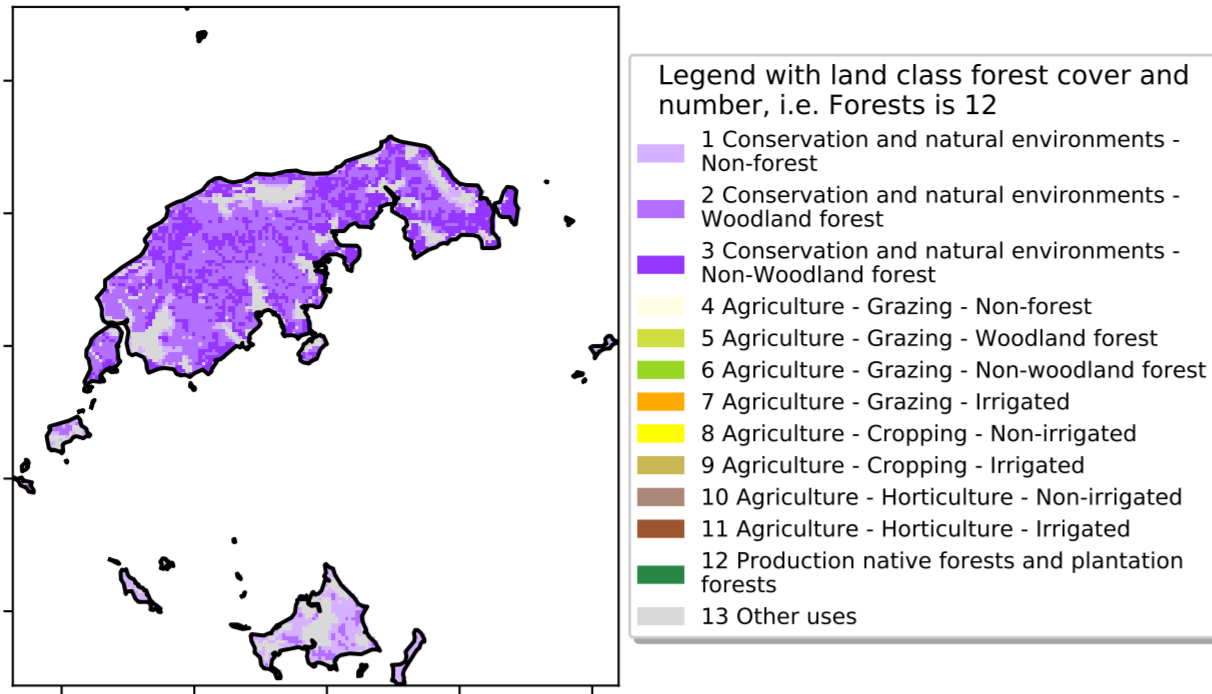 Legend with land class forest cover and
number, i.e. Forests is 12
1 Conservation and natural environments -
Non-forest
2 Conservation and natural environments -
Woodland forest
3 Conservation and natural environments -
Non-Woodland forest
4 Agriculture - Grazing - Non-forest
5 Agriculture - Grazing - Woodland forest
6 Agriculture - Grazing - Non-woodland forest
7 Agriculture - Grazing - Irrigated
8 Agriculture - Cropping - Non-irrigated
9 Agriculture - Cropping - Irrigated
10 Agriculture - Horticulture - Non-irrigated
11 Agriculture - Horticulture - Irrigated
12 Production native forests and plantation
forests
13 Other uses